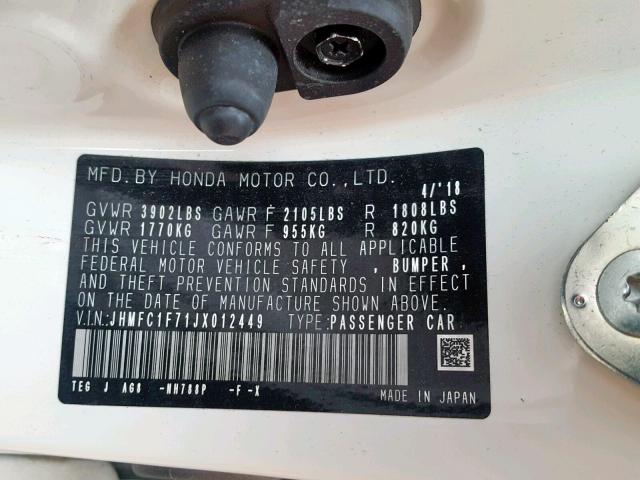 MFD. BY HONDA MOTOR CO.,LTD. 4/'18
GVWR 3902LBS GAWR F 2105LBS R 1808LBS
GVWR 1770KG GAWR F 955KG R 820KG
THIS VEHICLE CONFORMS TO ALL APPLICABLE
FEDERAL MOTOR VEHICLE SAFETY , BUMPER ,
AND THEFT PREVENTION STANDARDS IN EFFECT
ON THE DATE OF MANUFACTURE SHOWN ABOVE.
V.I.N.:JHMFC1F71JX012449 TYPE:PASSENGER CAR
TEG J AG8 -NH788P -F-X
MADE IN JAPAN